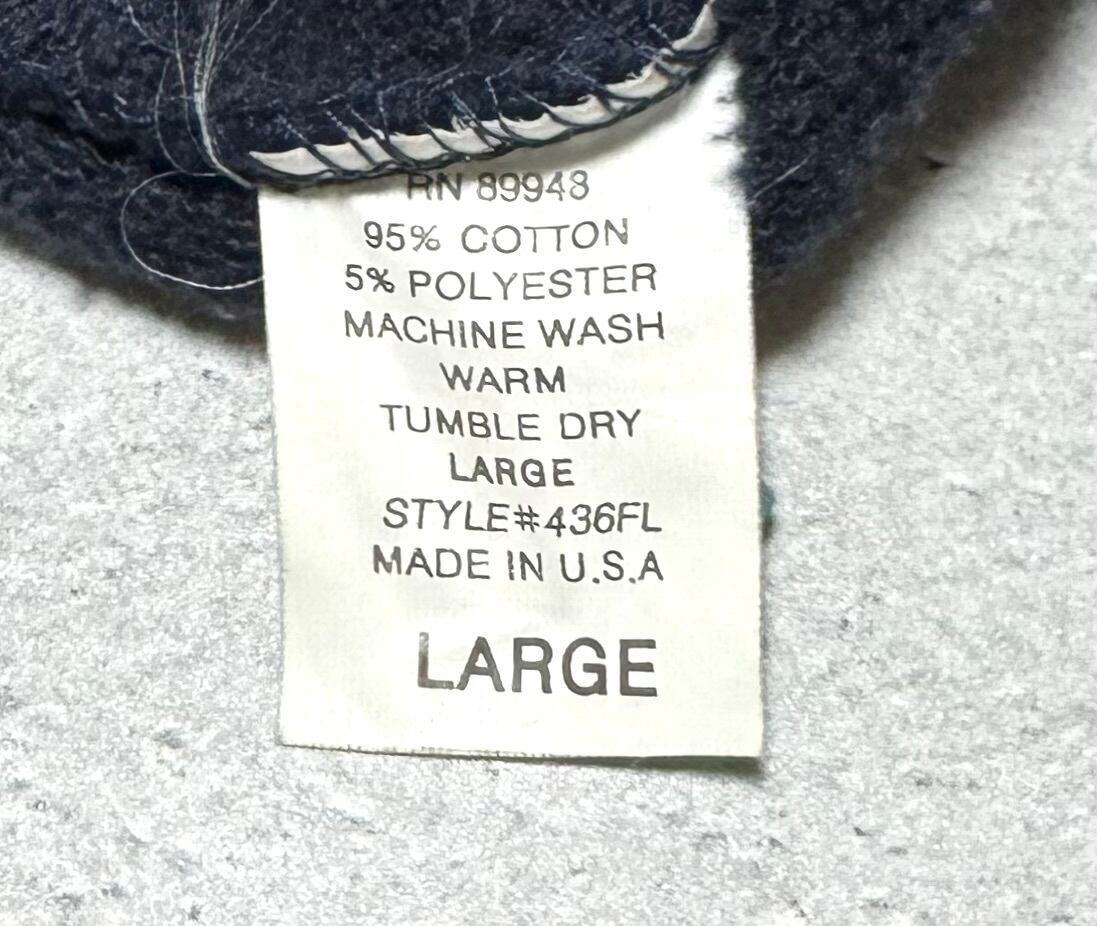 RN 89948
95% COTTON
5% POLYESTER
MACHINE WASH
WARM
TUMBLE DRY
LARGE
STYLE#436FL
MADE IN U.S.A
LARGE